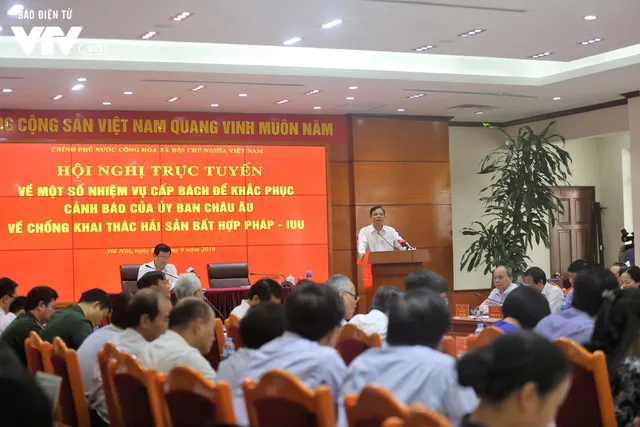 BÁO ĐIỆN TỬ
VTV.vn
CỘNG SẢN VIỆT NAM QUANG VINH MUÔN NĂM
CHÍNH PHỦ NƯỚC CỘNG HÒA XÃ HỘI CHỦ NGHĨA VIỆT NAM
HỘI NGHỊ TRỰC TUYẾN
VỀ MỘT SỐ NHIỆM VỤ CẤP BÁCH ĐỂ KHẮC PHỤC
CẢNH BÁO CỦA ỦY BAN CHÂU ÂU
VỀ CHỐNG KHAI THÁC HẢI SẢN BẤT HỢP PHÁP - IUU
Hà Nội, 8 2018